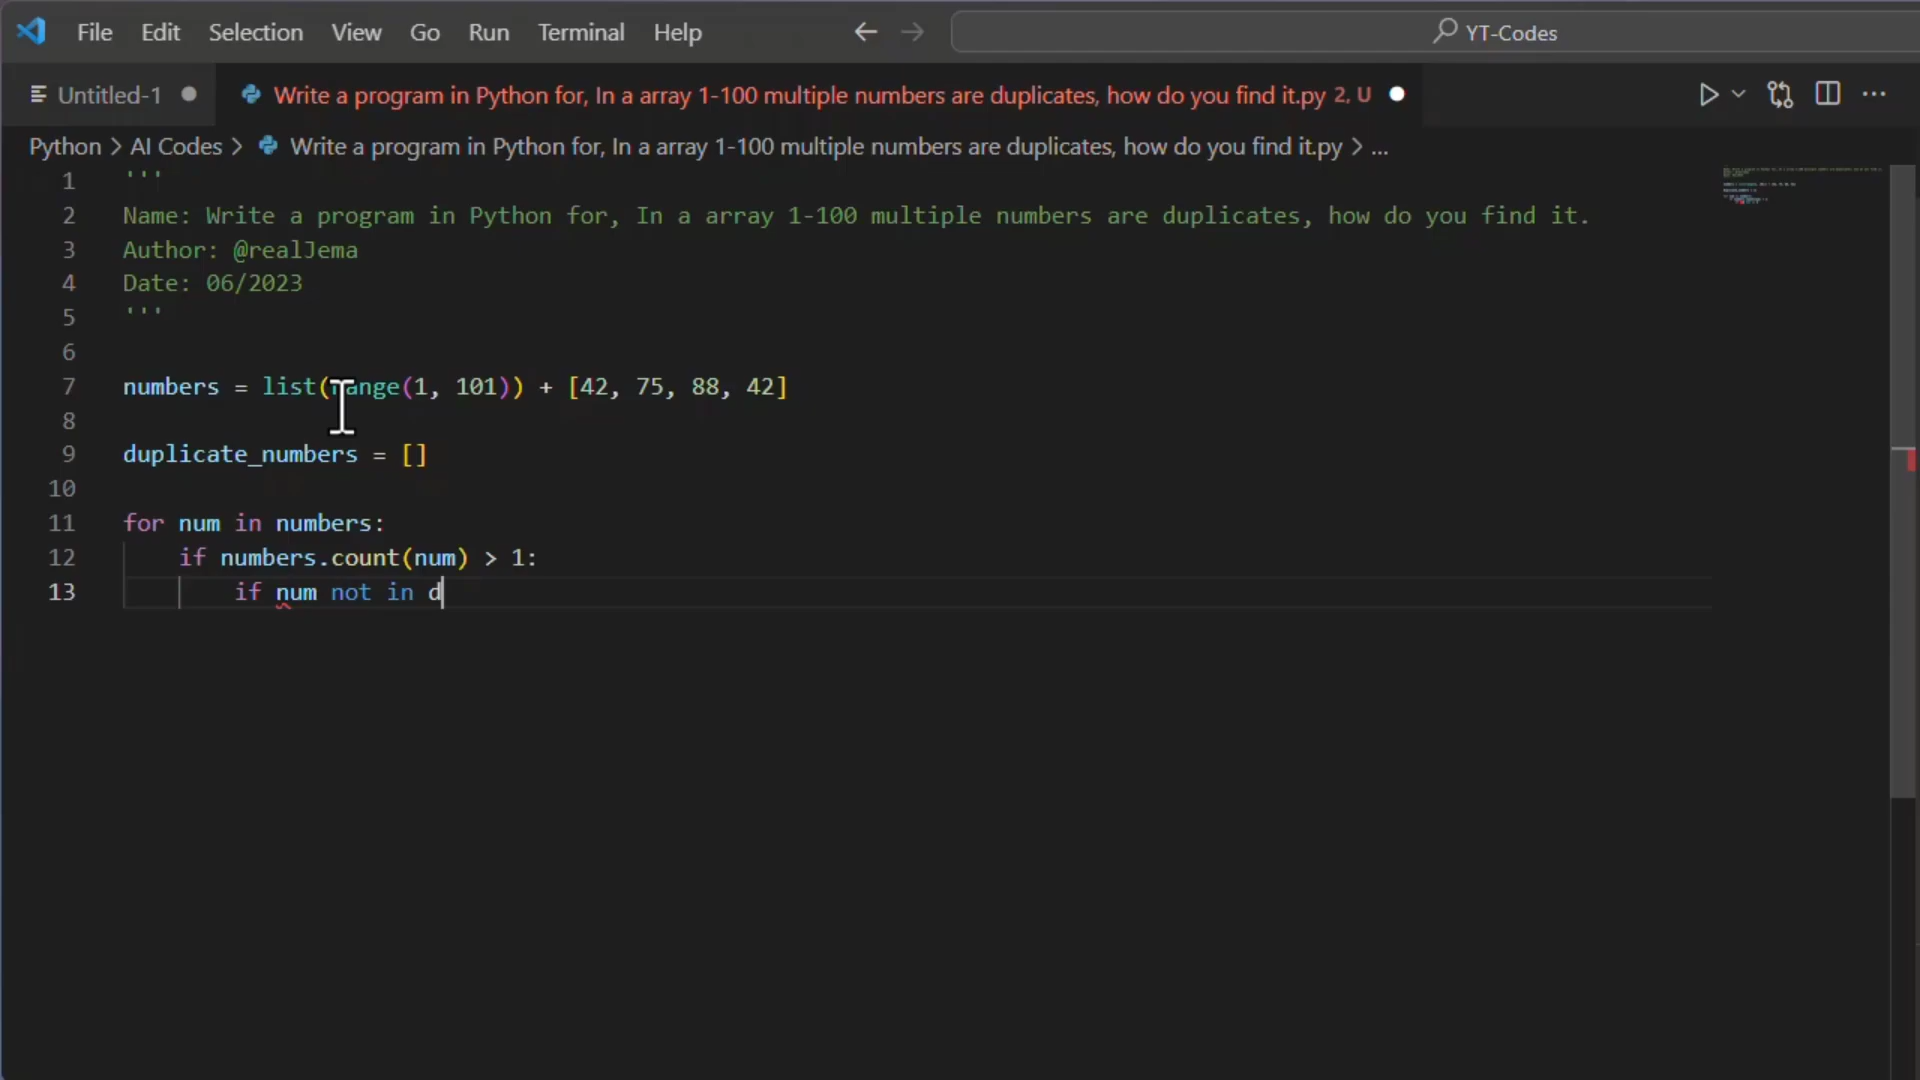 File Edit Selection View Go Run Terminal Help YT-Codes
Untitled-1 Write a program in Python for, In a array 1-100 multiple numbers are duplicates, how do you find it.py 2, U
Python > AI Codes > Write a program in Python for, In a array 1-100 multiple numbers are duplicates, how do you find it.py > ...
1 '''
2 Name: Write a program in Python for, In a array 1-100 multiple numbers are duplicates, how do you find it.
3 Author: @realJema
4 Date: 06/2023
5 '''
6
7 numbers = list(range(1, 101)) + [42, 75, 88, 42]
8
9 duplicate_numbers = []
10
11 for num in numbers:
12 if numbers.count(num) > 1:
13 if num not in d